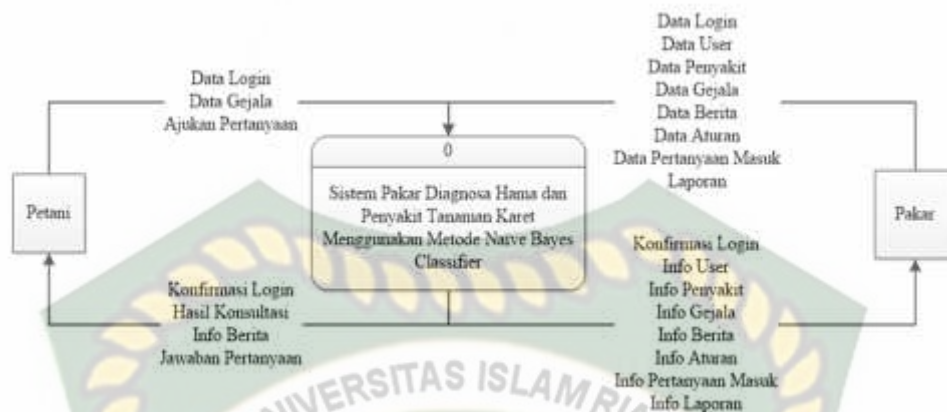 Data Login
Data Gejala
Ajukan Pertanyaan
Data Login
Data User
Data Penyakit
Data Gejala
Data Berita
Data Aturan
Data Pertanyaan Masuk
Laporan
Petani
0
Sistem Pakar Diagnosa Hama dan
Penyakit Tanaman Karet
Menggunakan Metode Naive Bayes
Classifier
Pakar
Konfirmasi Login
Hasil Konsultasi
Info Berita
Jawaban Pertanyaan
Konfirmasi Login
Info User
Info Penyakit
Info Gejala
Info Berita
Info Aturan
Info Pertanyaan Masuk
Info Laporan
UNIVERSITAS ISLAM RIA